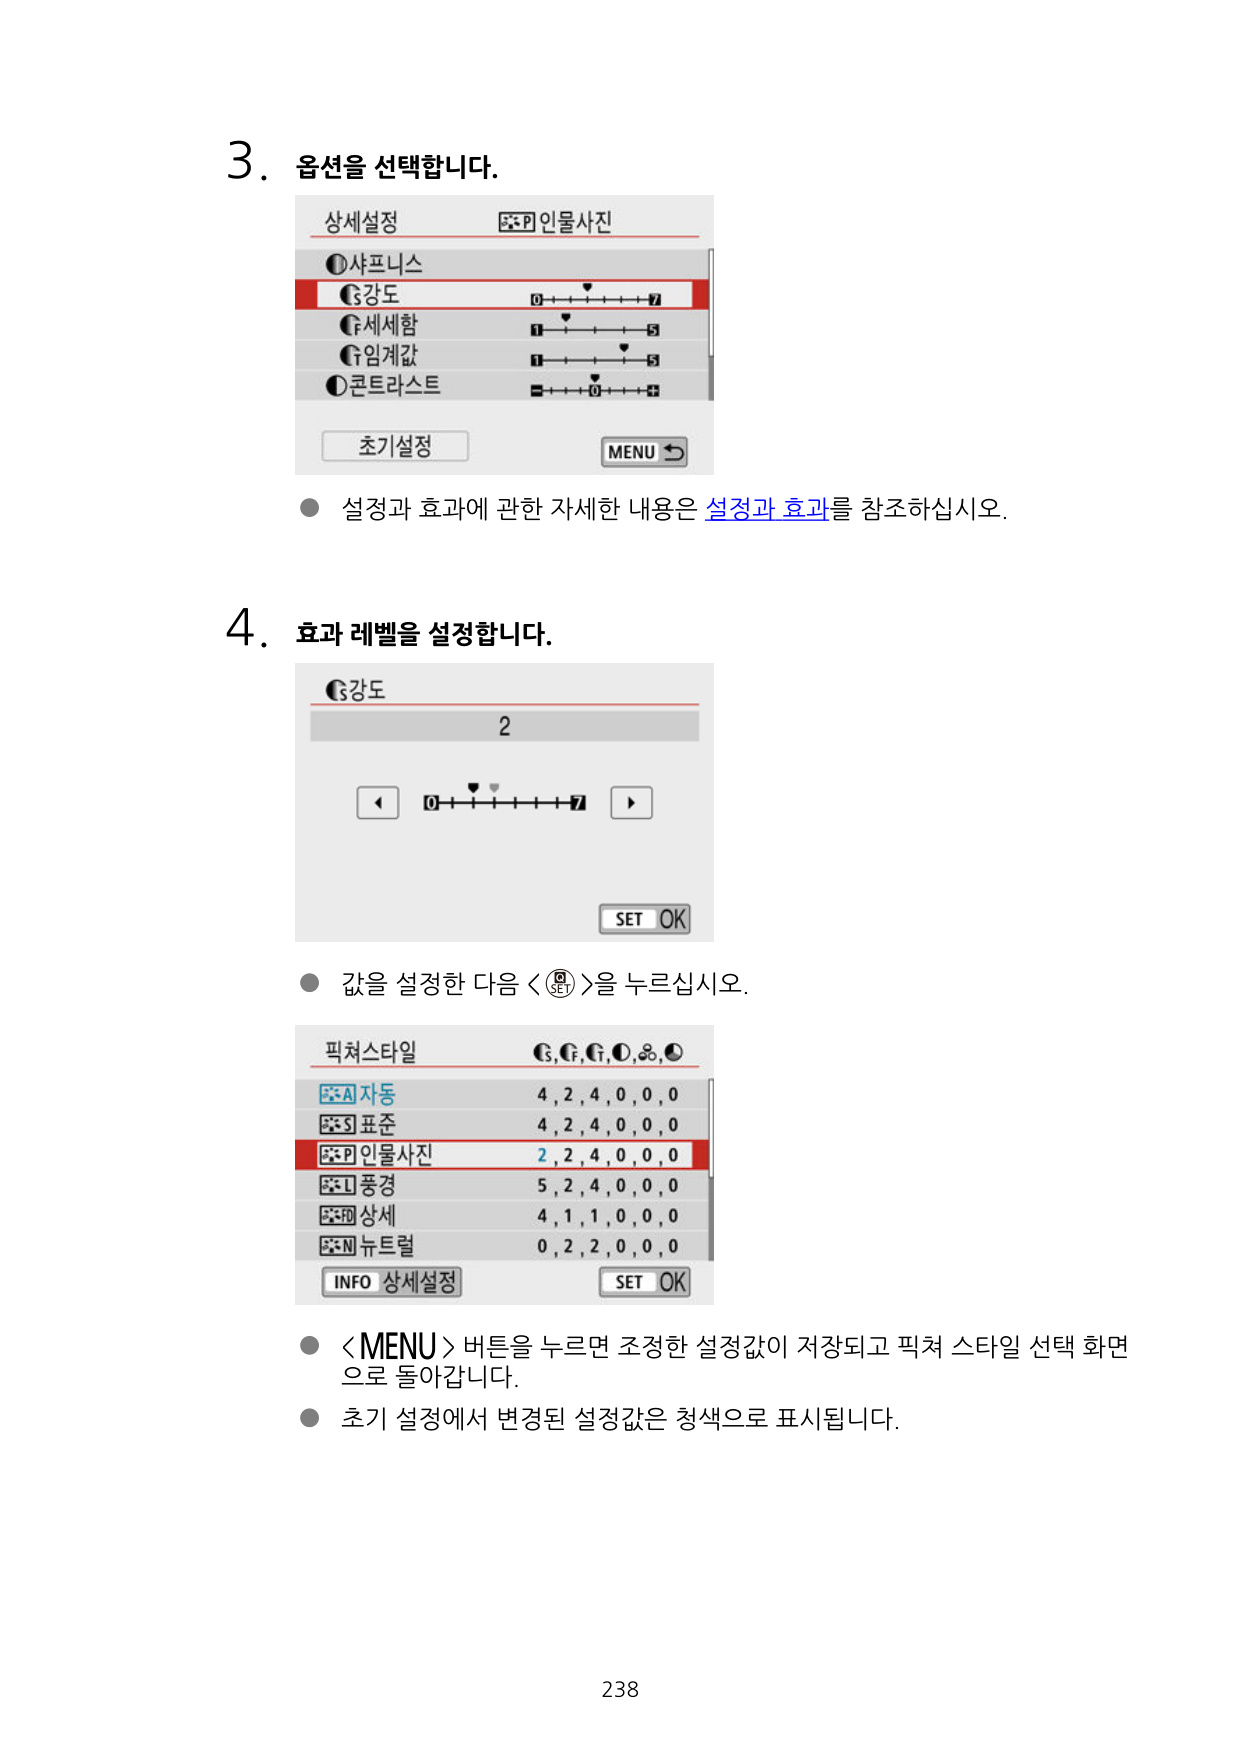 3. 옵션을 선택합니다.
상세설정 P 인물사진
샤프니스
S강도 0 7
F세세함 1 5
T임계값 1 5
콘트라스트 0
초기설정 MENU
● 설정과 효과에 관한 자세한 내용은 설정과 효과를 참조하십시오.
4. 효과 레벨을 설정합니다.
S강도
2
0 7
SET OK
● 값을 설정한 다음 < Q SET >을 누르십시오.
픽쳐스타일 S, F, T, , ,
A 자동 4,2,4,0,0,0
S 표준 4,2,4,0,0,0
P 인물사진 2,2,4,0,0,0
L 풍경 5,2,4,0,0,0
FD 상세 4,1,1,0,0,0
N 뉴트럴 0,2,2,0,0,0
INFO 상세설정 SET OK
● <MENU> 버튼을 누르면 조정한 설정값이 저장되고 픽쳐 스타일 선택 화면
으로 돌아갑니다.
● 초기 설정에서 변경된 설정값은 청색으로 표시됩니다.
238